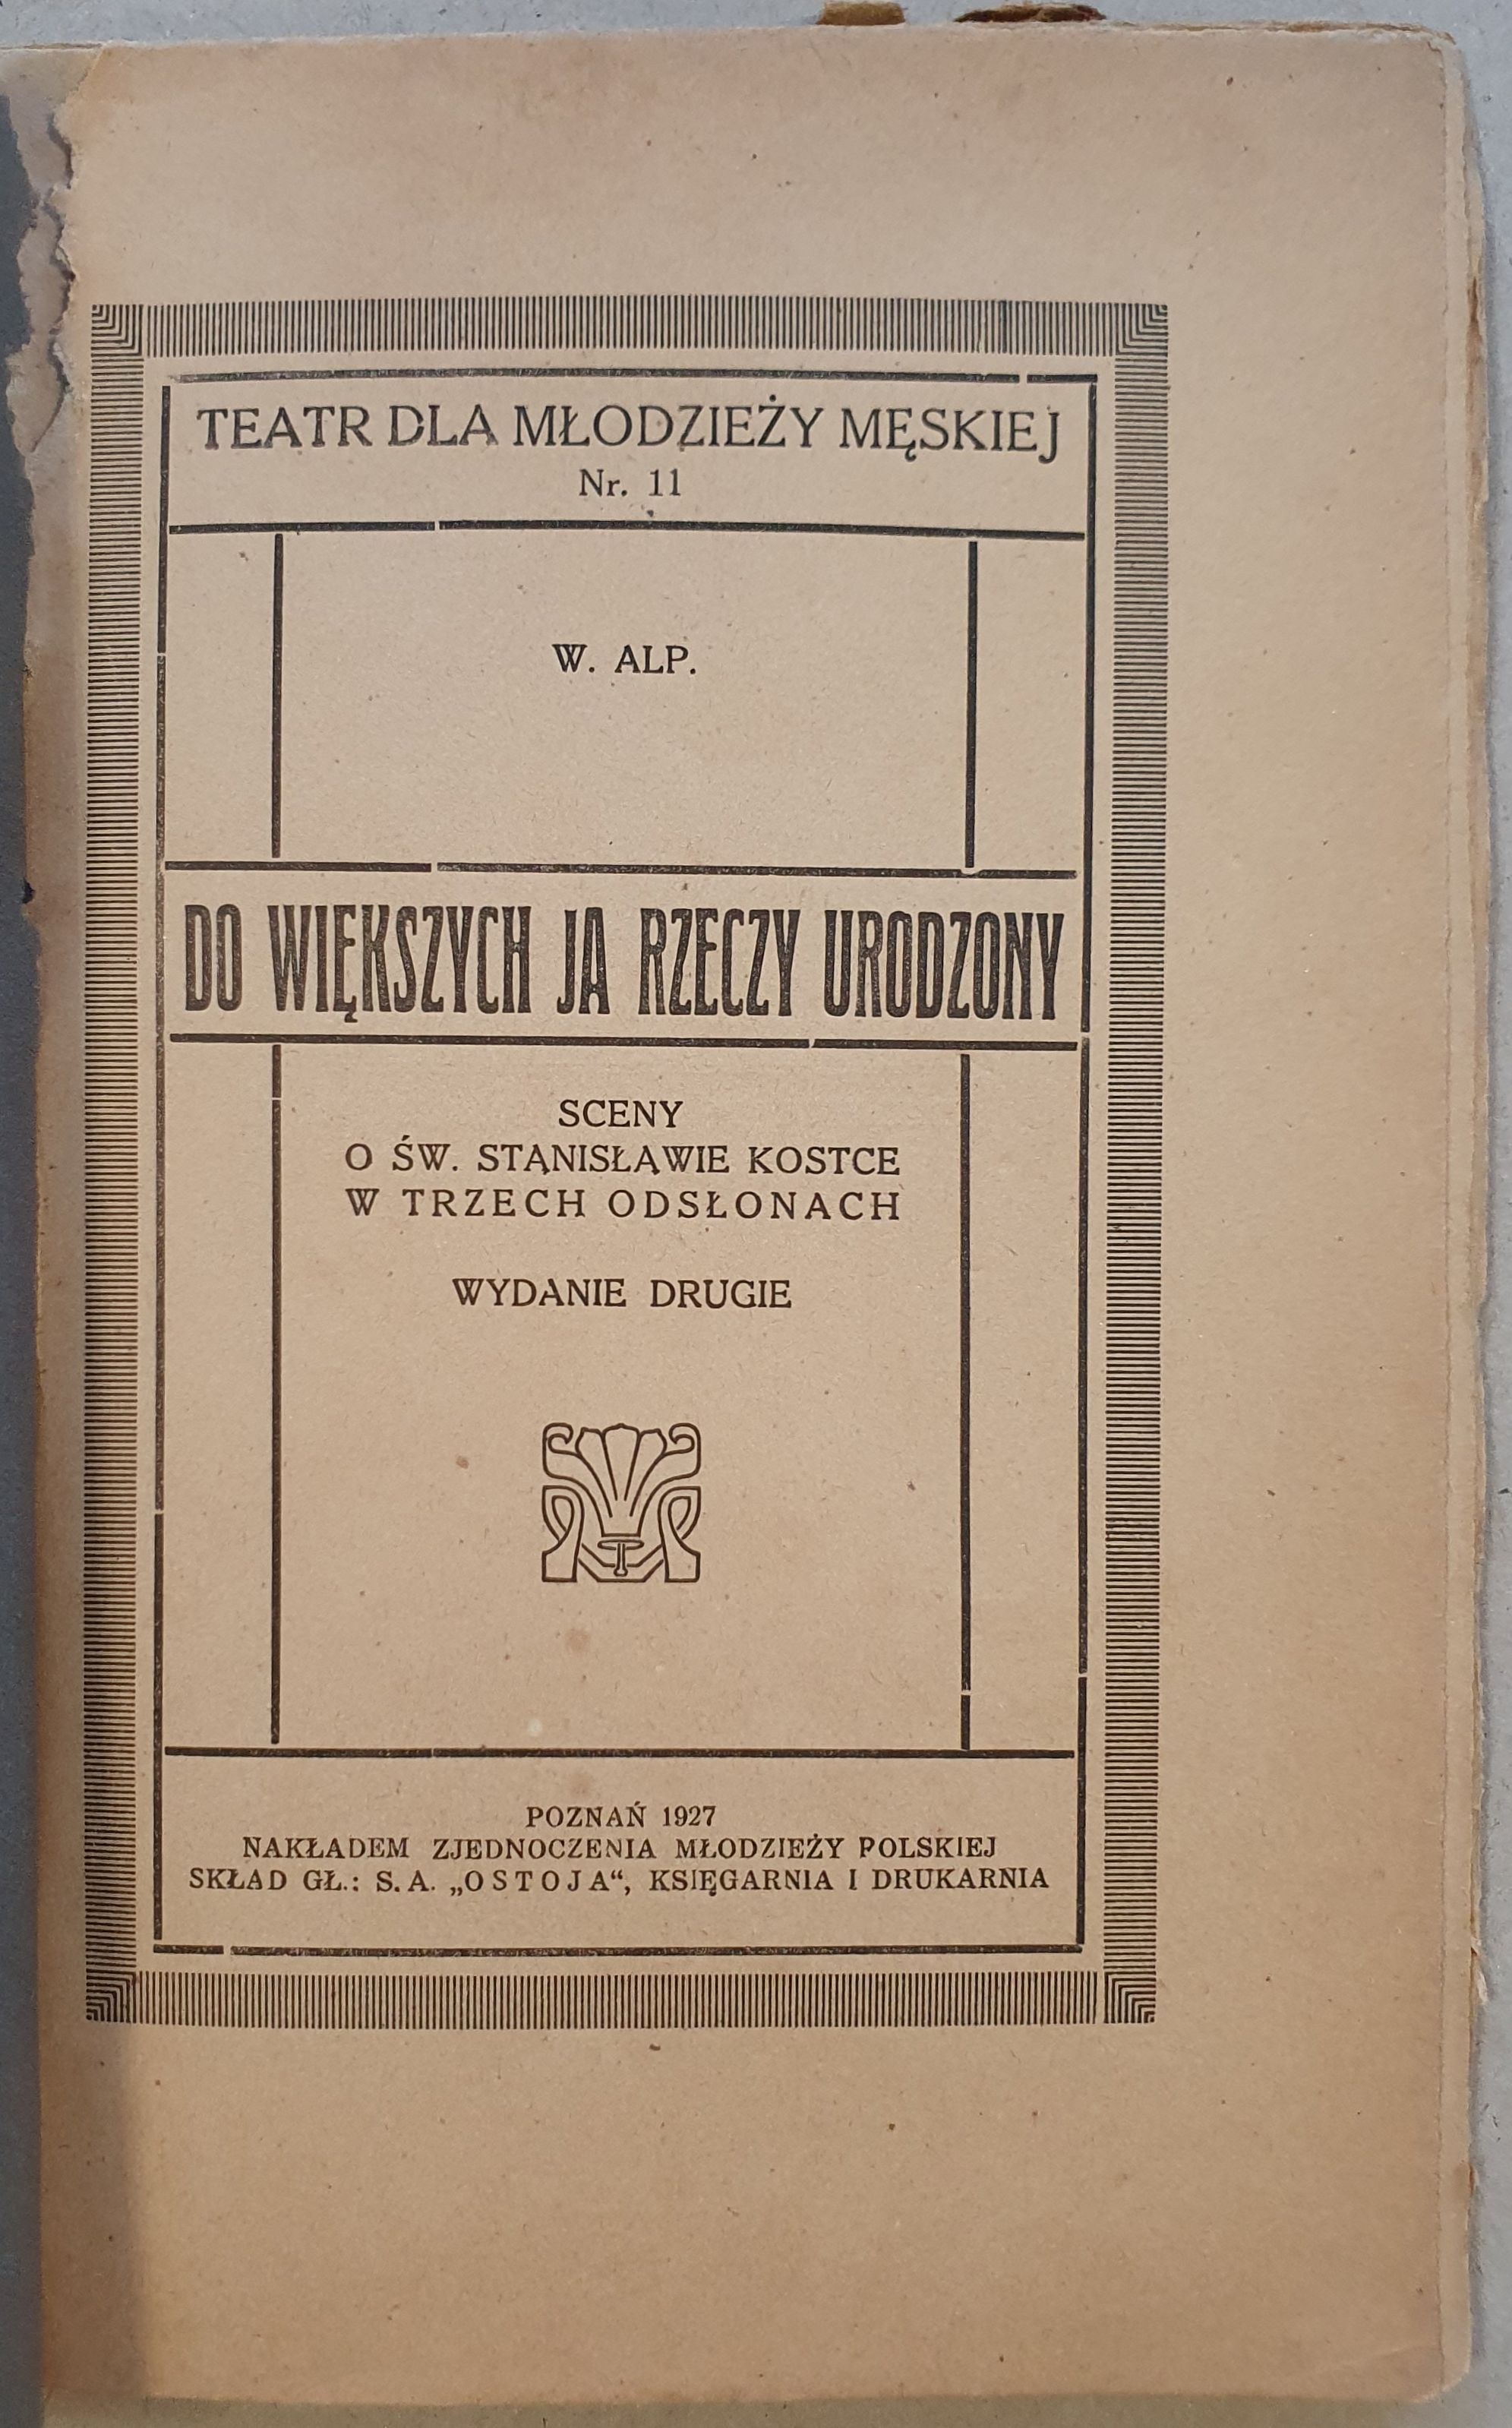 TEATR DLA MŁODZIEŻY MĘSKIEJ
Nr. 11
W. ALP.
DO WIĘKSZYCH JA RZECZY URODZONY
SCENY
O ŚW. STANISŁAWIE KOSTCE
W TRZECH ODSŁONACH
WYDANIE DRUGIE
POZNAŃ 1927
NAKŁADEM ZJEDNOCZENIA MŁODZIEŻY POLSKIEJ
SKŁAD GŁ.: S. A. „OSTOJA“, KSIĘGARNIA I DRUKARNIA